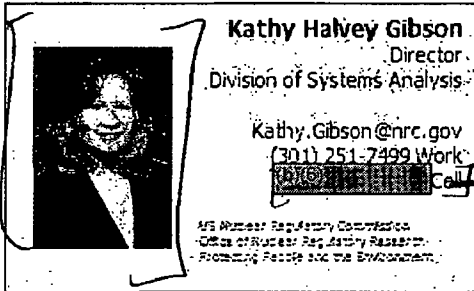 Kathy Halvey Gibson
Director
Division of Systems Analysis
Kathy.Gibson@nrc.gov
(301) 251-7499 Work
(b)(6) Cell
US Nuclear Regulatory Commission
Office of Nuclear Regulatory Research
Protecting People and the Environment